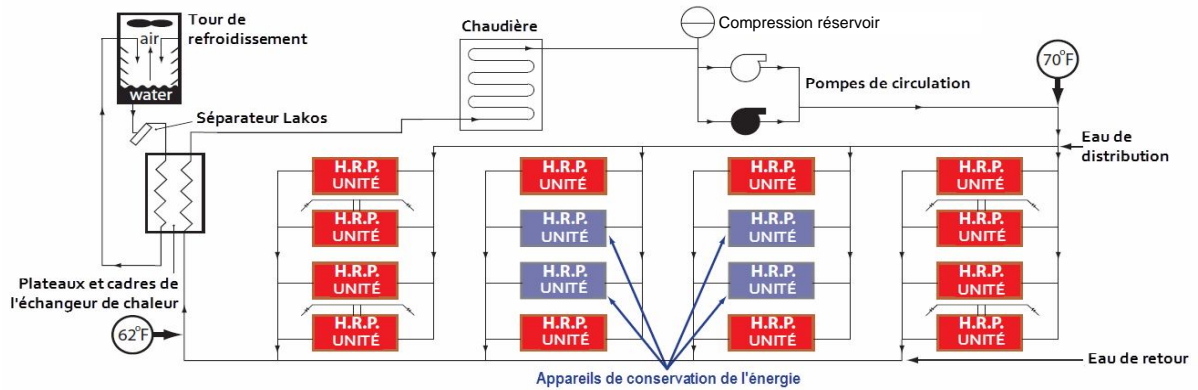 Tour de
refroidissement
air
water
Séparateur Lakos
Chaudière
Compression réservoir
Pompes de circulation
70°F
Eau de
distribution
H.R.P.
UNITÉ
H.R.P.
UNITÉ
H.R.P.
UNITÉ
H.R.P.
UNITÉ
H.R.P.
UNITÉ
H.R.P.
UNITÉ
H.R.P.
UNITÉ
H.R.P.
UNITÉ
H.R.P.
UNITÉ
H.R.P.
UNITÉ
H.R.P.
UNITÉ
H.R.P.
UNITÉ
H.R.P.
UNITÉ
H.R.P.
UNITÉ
H.R.P.
UNITÉ
H.R.P.
UNITÉ
Plateaux et cadres de
l'échangeur de chaleur
62°F
Eau de retour
Appareils de conservation de l'énergie